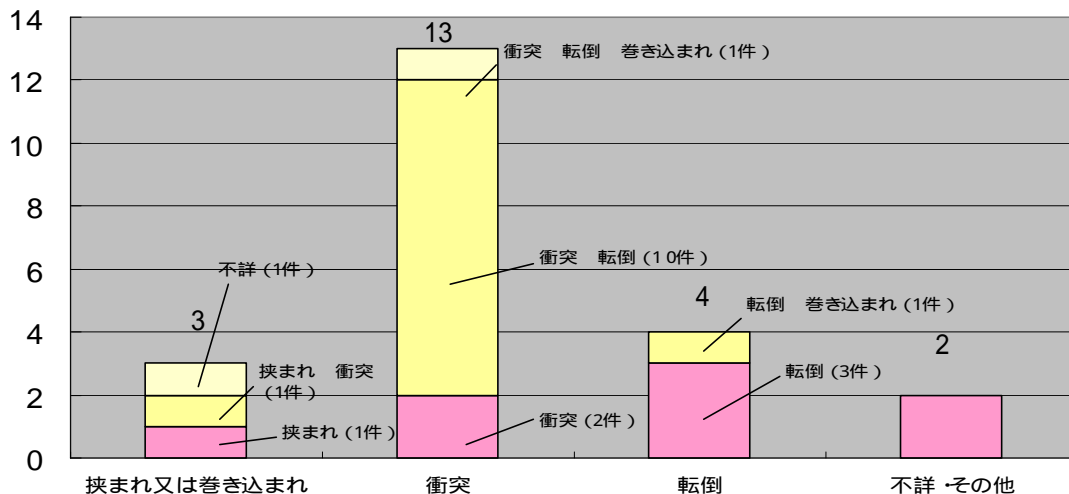 14
12
10
8
6
4
2
0
3
不詳(1件)
挟まれ 衝突
(1件)
挟まれ(1件)
13
衝突 転倒 巻き込まれ(1件)
衝突 転倒(10件)
衝突(2件)
4
転倒 巻き込まれ(1件)
転倒(3件)
2
挟まれ又は巻き込まれ
衝突
転倒
不詳・その他